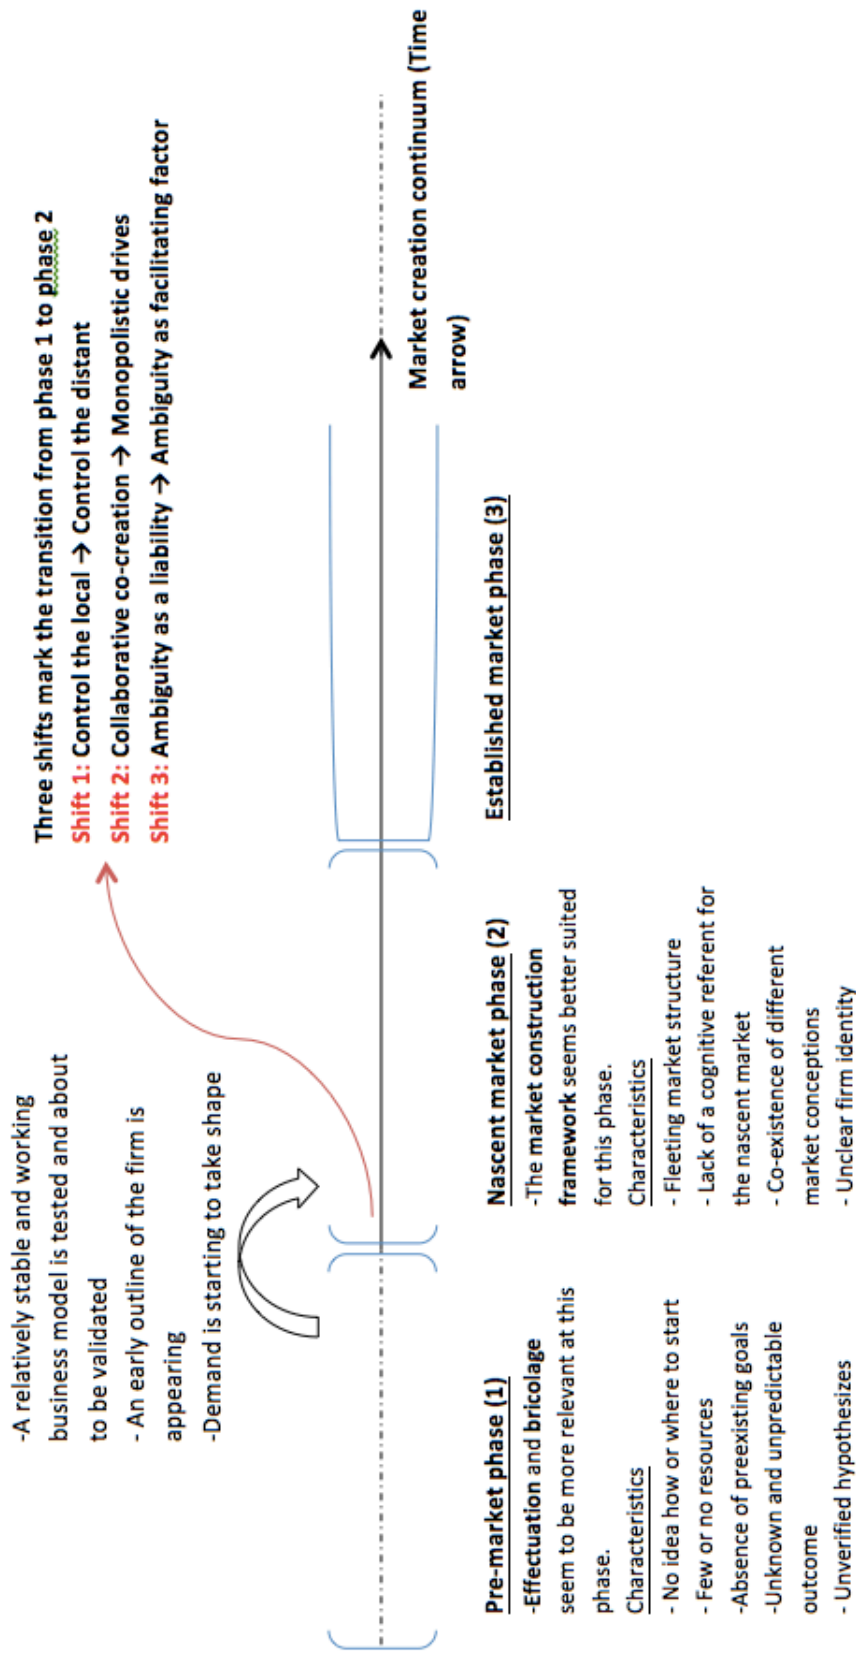 -A relatively stable and working
business model is tested and about
to be validated
- An early outline of the firm is
appearing
-Demand is starting to take shape
Three shifts mark the transition from phase 1 to phase 2
Shift 1: Control the local → Control the distant
Shift 2: Collaborative co-creation → Monopolistic drives
Shift 3: Ambiguity as a liability → Ambiguity as facilitating factor
Market creation continuum (Time
arrow)
Pre-market phase (1)
-Effectuation and bricolage
seem to be more relevant at this
phase.
Characteristics
- No idea how or where to start
- Few or no resources
-Absence of preexisting goals
-Unknown and unpredictable
outcome
- Unverified hypothesizes
Nascent market phase (2)
-The market construction
framework seems better suited
for this phase.
Characteristics
- Fleeting market structure
- Lack of a cognitive referent for
the nascent market
- Co-existence of different
market conceptions
- Unclear firm identity
Established market phase (3)